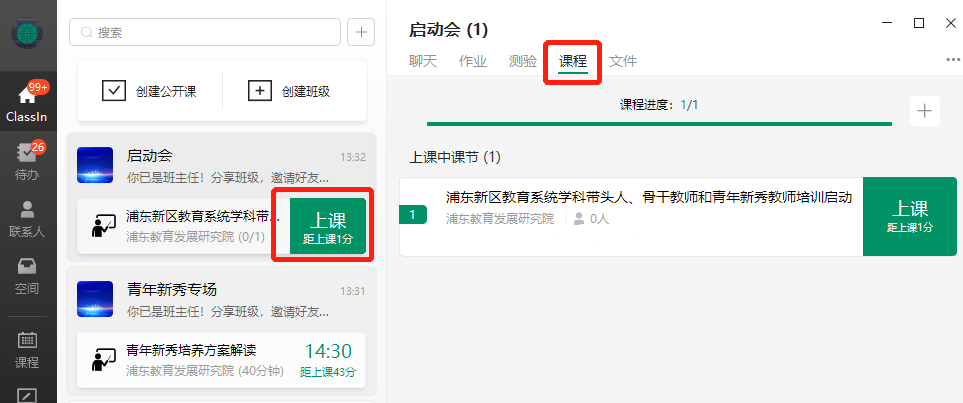 99+
ClassIn
26
待办
联系人
空间
课程
搜索
创建公开课
创建班级
启动会
13:32
你已是班主任！分享班级，邀请好友...
浦东新区教育系统学科带...
浦东教育发展研究院 (0/1)
上课
距上课1分
青年新秀专场
13:31
你已是班主任！分享班级，邀请好友...
青年新秀培养方案解读
浦东教育发展研究院 (40分钟)
14:30
距上课43分
启动会 (1)
聊天
作业
测验
课程
文件
课程进度：1/1
上课中课节 (1)
1
浦东新区教育系统学科带头人、骨干教师和青年新秀教师培训启动
浦东教育发展研究院
0人
上课
距上课1分